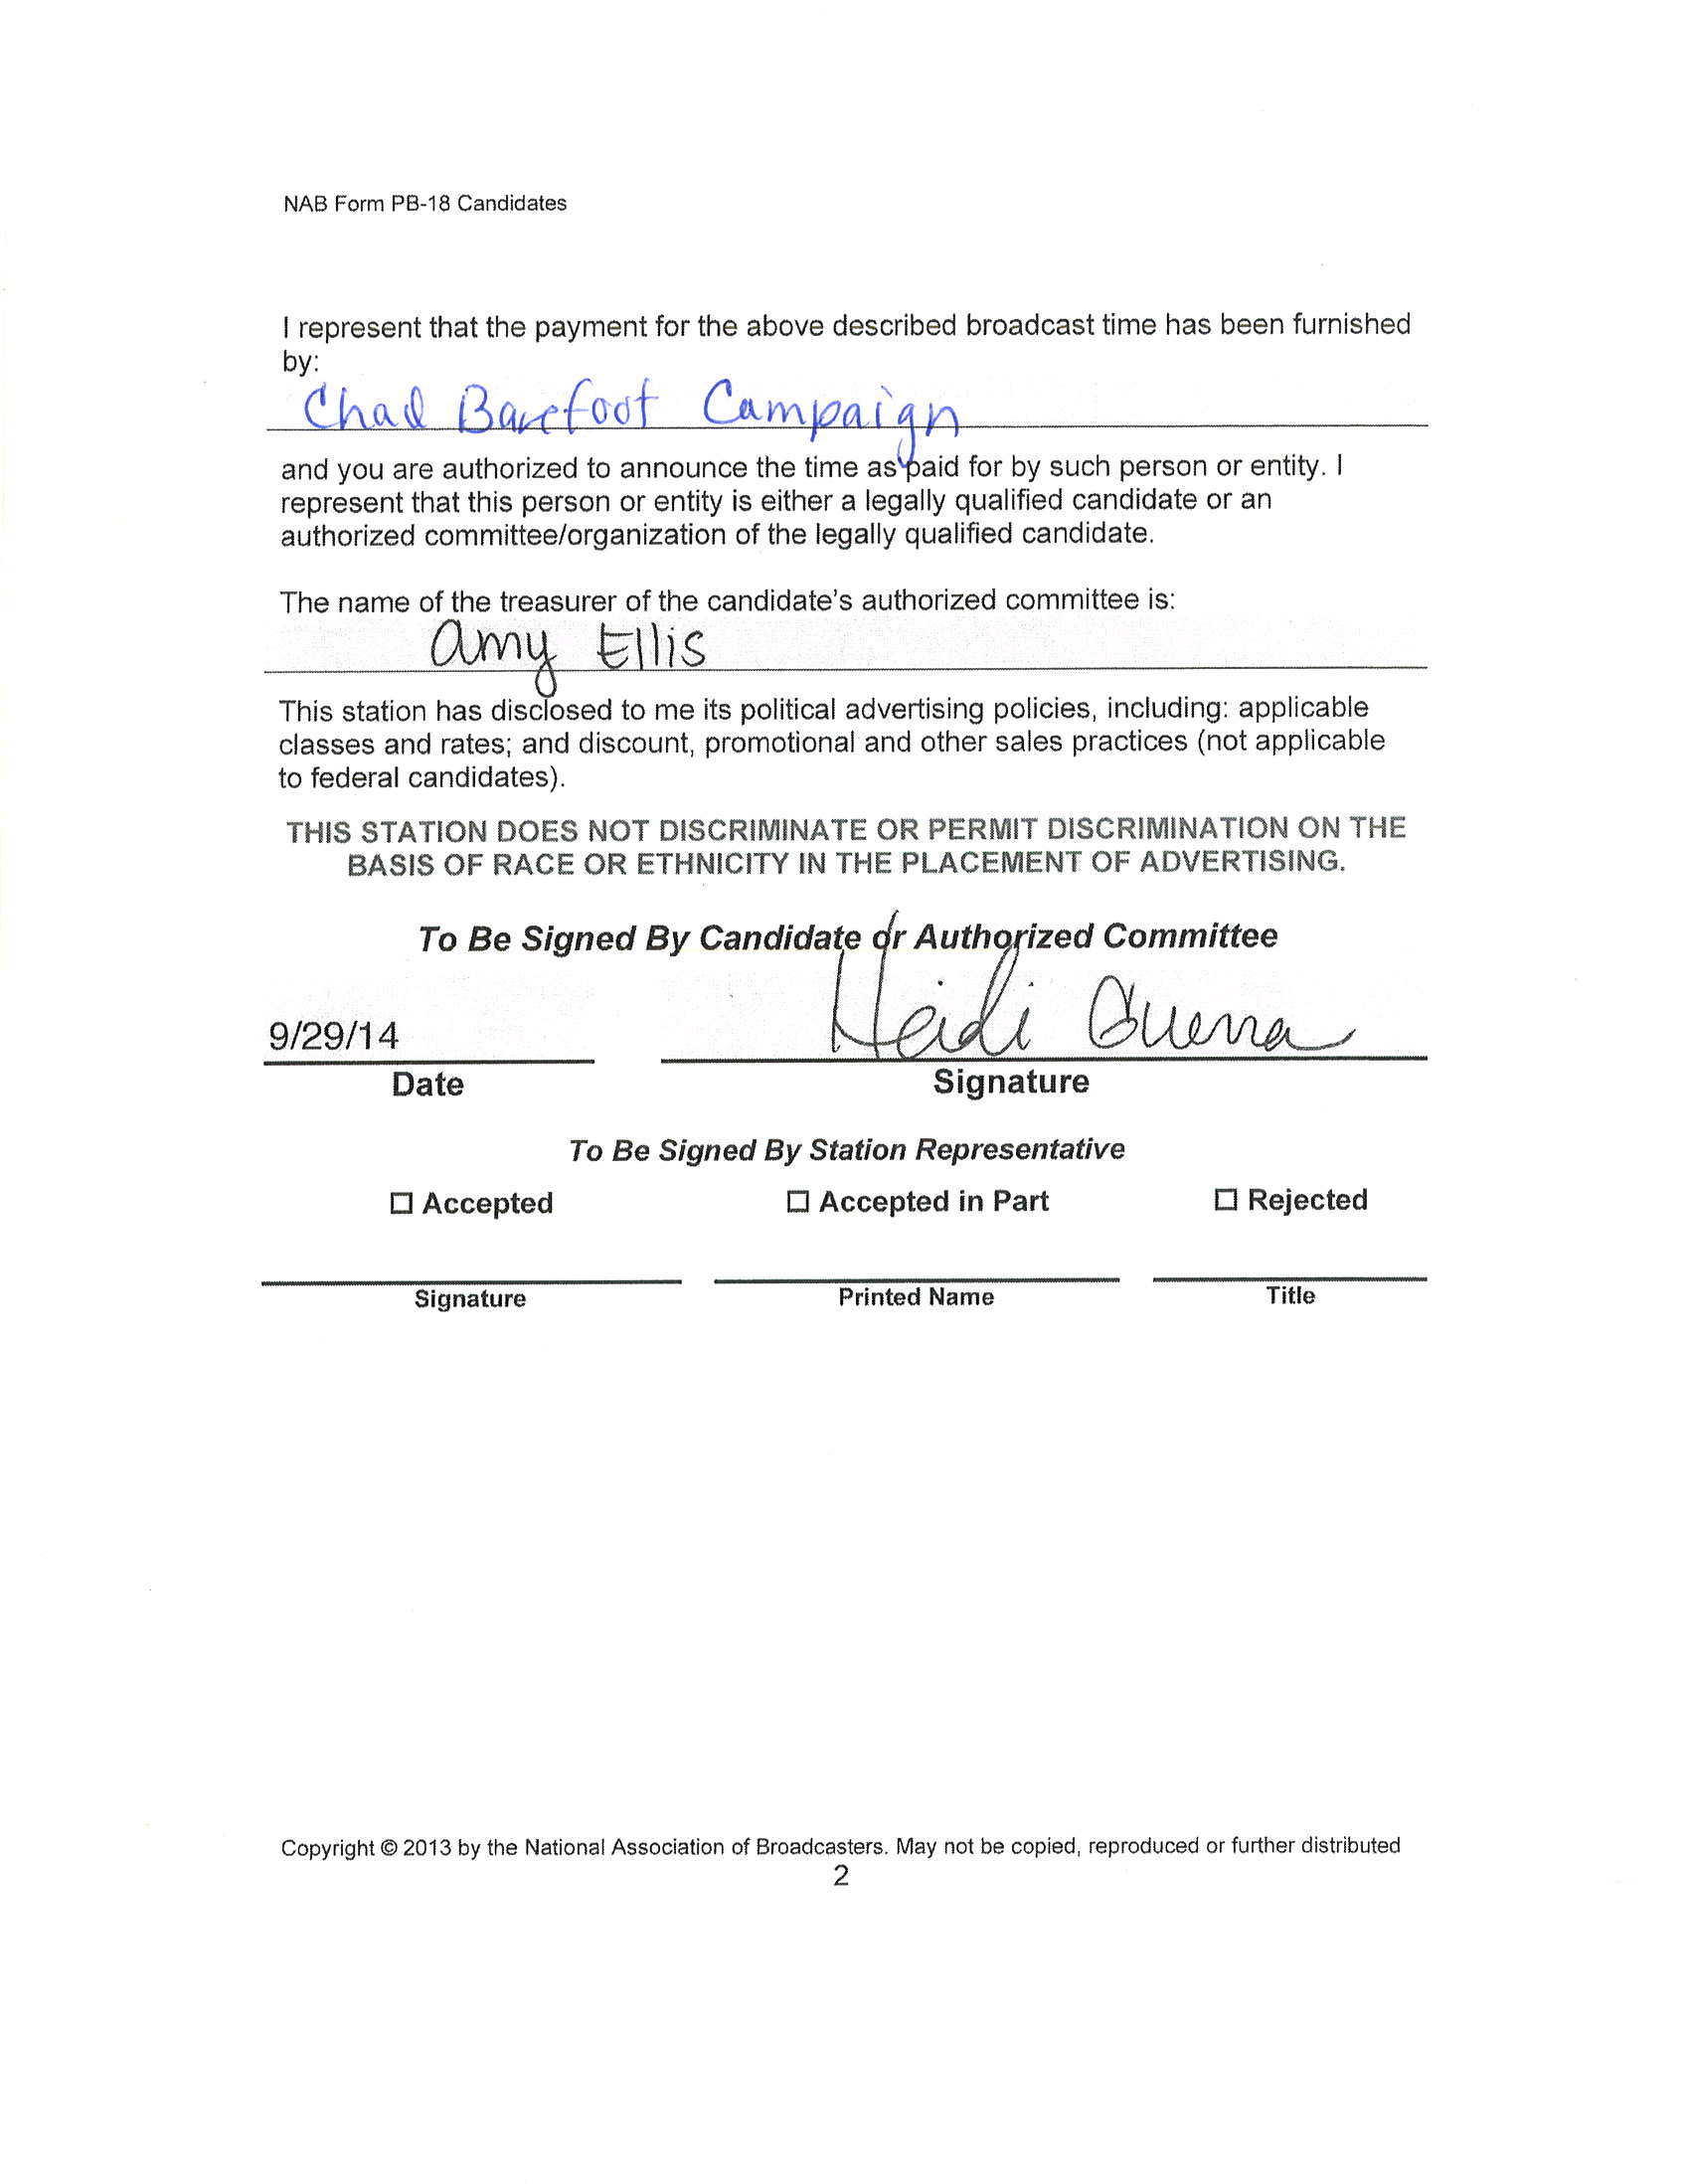 NAB Form PB-18 Candidates
I represent that the payment for the above described broadcast time has been furnished
by:
Chad Barefoot Campaign
and you are authorized to announce the time as paid for by such person or entity. I
represent that this person or entity is either a legally qualified candidate or an
authorized committee/organization of the legally qualified candidate.
The name of the treasurer of the candidate's authorized committee is:
Amy Ellis
This station has disclosed to me its political advertising policies, including: applicable
classes and rates; and discount, promotional and other sales practices (not applicable
to federal candidates).
THIS STATION DOES NOT DISCRIMINATE OR PERMIT DISCRIMINATION ON THE
BASIS OF RACE OR ETHNICITY IN THE PLACEMENT OF ADVERTISING.
To Be Signed By Candidate or Authorized Committee
9/29/14 Heidi Guerra
Date Signature
To Be Signed By Station Representative
☐ Accepted ☐ Accepted in Part ☐ Rejected
Signature Printed Name Title
Copyright © 2013 by the National Association of Broadcasters. May not be copied, reproduced or further distributed
2